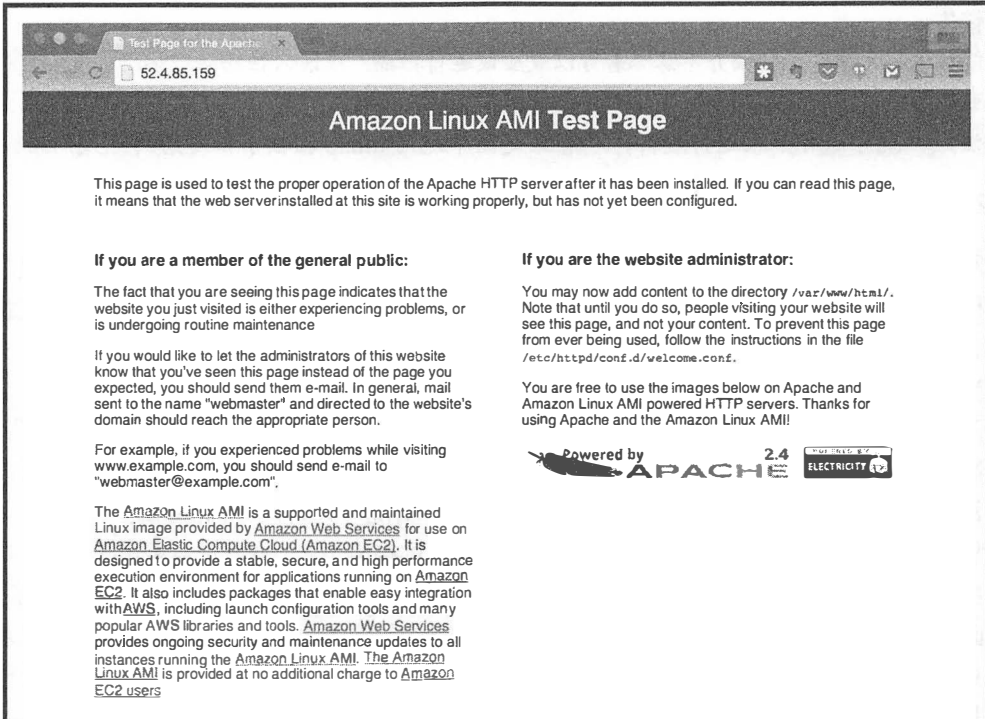 Test Page for the Apache
52.4.85.159
Amazon Linux AMI Test Page
This page is used to test the proper operation of the Apache HTTP server after it has been installed. If you can read this page,
it means that the web server installed at this site is working properly, but has not yet been configured.
If you are a member of the general public:
The fact that you are seeing this page indicates that the
website you just visited is either experiencing problems, or
is undergoing routine maintenance
If you would like to let the administrators of this website
know that you've seen this page instead of the page you
expected, you should send them e-mail. In general, mail
sent to the name "webmaster" and directed to the website's
domain should reach the appropriate person.
For example, if you experienced problems while visiting
www.example.com, you should send e-mail to
"webmaster@example.com".
The Amazon Linux AMI is a supported and maintained
Linux image provided by Amazon Web Services for use on
Amazon Elastic Compute Cloud (Amazon EC2). It is
designed to provide a stable, secure, and high performance
execution environment for applications running on Amazon
EC2. It also includes packages that enable easy integration
with AWS, including launch configuration tools and many
popular AWS libraries and tools. Amazon Web Services
provides ongoing security and maintenance updates to all
instances running the Amazon Linux AMI. The Amazon
Linux AMI is provided at no additional charge to Amazon
EC2 users
If you are the website administrator:
You may now add content to the directory /var/www/html/.
Note that until you do so, people visiting your website will
see this page, and not your content. To prevent this page
from ever being used, follow the instructions in the file
/etc/httpd/conf.d/welcome.conf.
You are free to use the images below on Apache and
Amazon Linux AMI powered HTTP servers. Thanks for
using Apache and the Amazon Linux AMI!
Powered by 2.4
APACHE
POWERED BY
ELECTRICITY